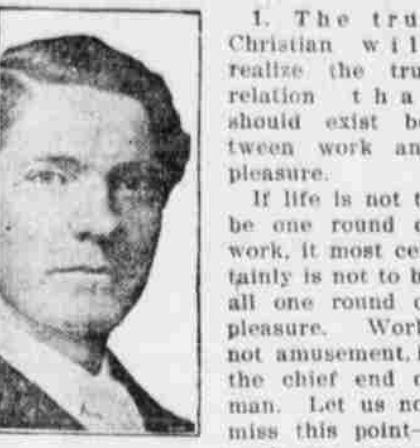 1. The tru
Christian wil
realize the tru
relation tha
should exist be
tween work an
pleasure.
If life is not t
be one round o
work, it most cer
tainly is not to b
all one round
pleasure. Work
not amusement, i
the chief end o
man. Let us no
miss this point—